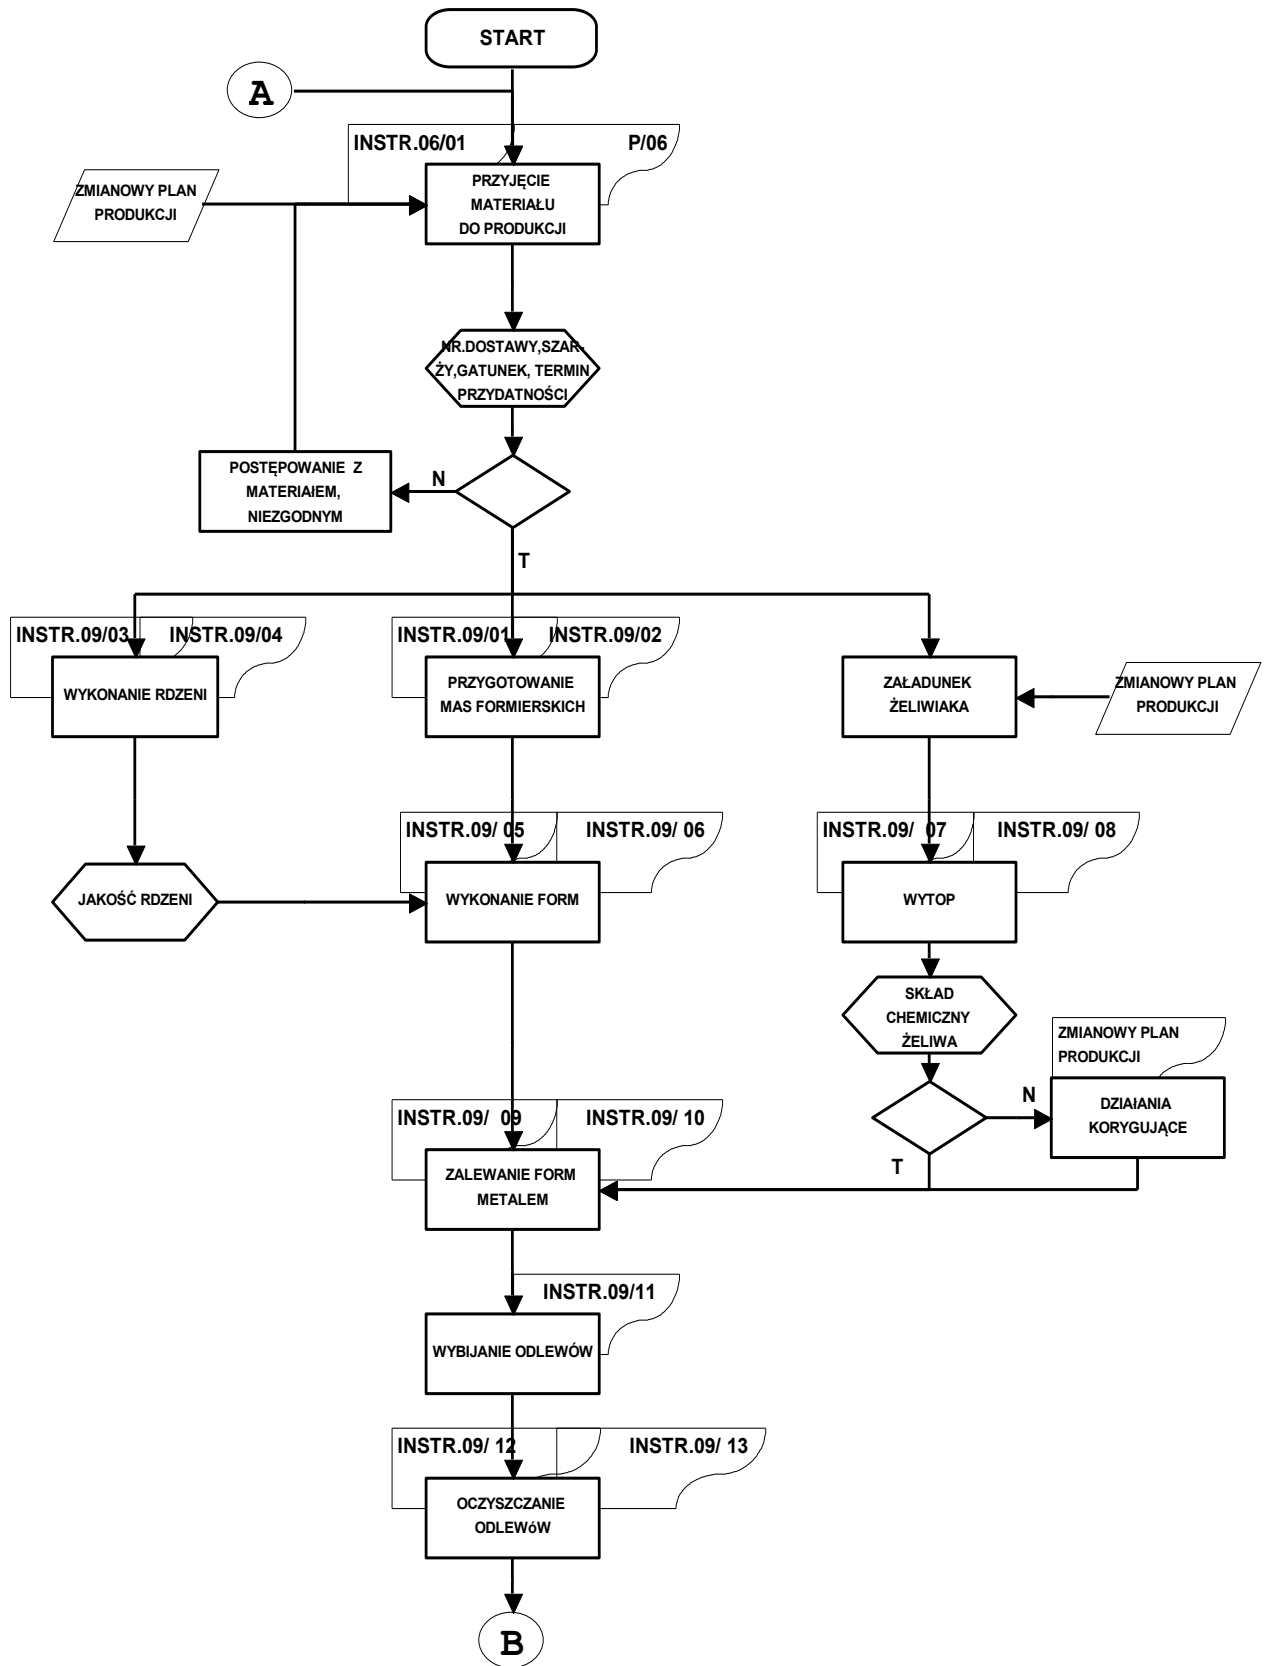 START
A
INSTR.06/01
P/06
ZMIANOWY PLAN
PRODUKCJI
PRZYJĘCIE
MATERIAŁU
DO PRODUKCJI
NR.DOSTAWY,SZAR-
ŻY,GATUNEK, TERMIN
PRZYDATNOŚCI
POSTĘPOWANIE Z
MATERIAłEM,
NIEZGODNYM
N
T
INSTR.09/03
INSTR.09/04
INSTR.09/01
INSTR.09/02
WYKONANIE RDZENI
PRZYGOTOWANIE
MAS FORMIERSKICH
ZAŁADUNEK
ŻELIWIAKA
ZMIANOWY PLAN
PRODUKCJI
INSTR.09/ 05
INSTR.09/ 06
INSTR.09/ 07
INSTR.09/ 08
JAKOŚĆ RDZENI
WYKONANIE FORM
WYTOP
SKŁAD
CHEMICZNY
ŻELIWA
ZMIANOWY PLAN
PRODUKCJI
N
DZIAłANIA
KORYGUJĄCE
T
INSTR.09/ 09
INSTR.09/ 10
ZALEWANIE FORM
METALEM
INSTR.09/11
WYBIJANIE ODLEWÓW
INSTR.09/ 12
INSTR.09/ 13
OCZYSZCZANIE
ODLEWóW
B